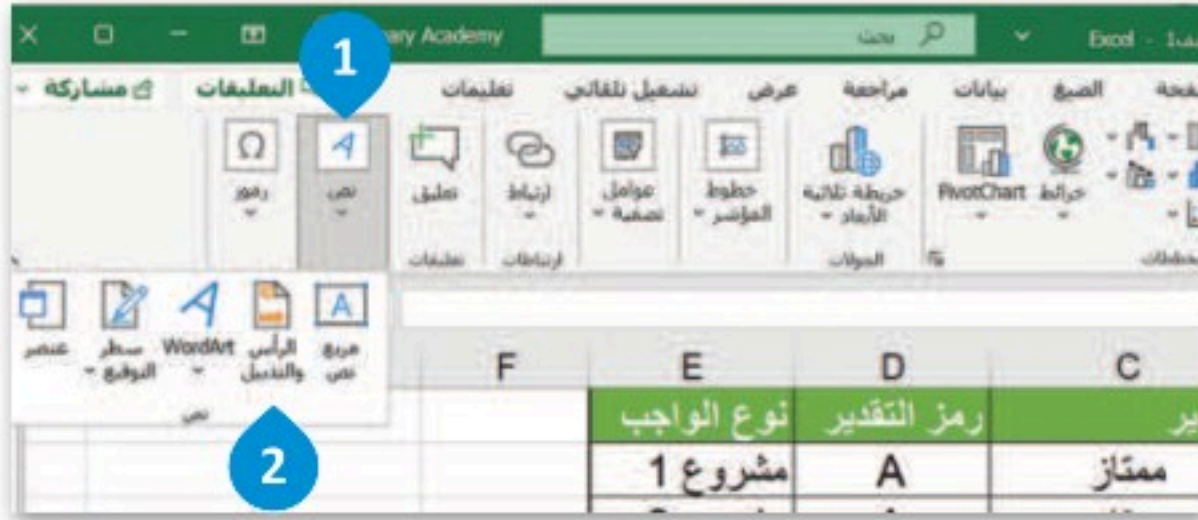 Excel - بحث ary Academy
1
الصيغ بيانات مراجعة عرض تشغيل تلقائي تعليمات التعليقات مشاركة
خرائط PivotChart خريطة ثلاثية الأبعاد خطوط المؤشر عوامل تصفية ارتباط تعليق نص رموز
الجولات ارتباطات تعليقات
مربع نص الرأس والتذييل WordArt سطر التوقيع عنصر
نص
2
C D E F
رمز التقدير نوع الواجب
ممتاز A مشروع 1